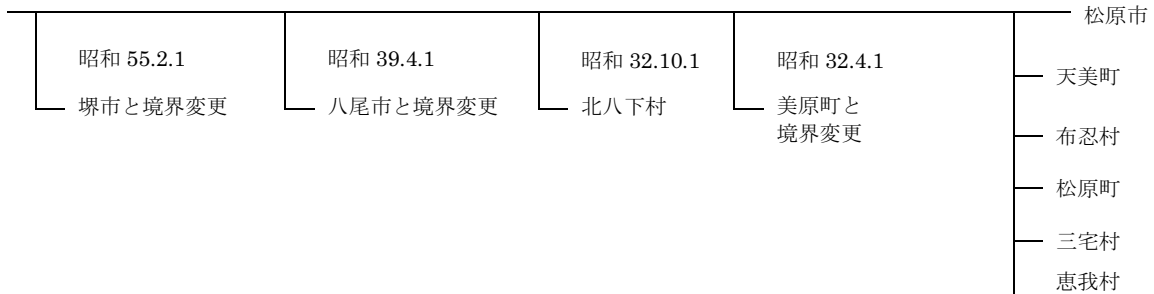 松原市
昭和 55.2.1
堺市と境界変更
昭和 39.4.1
八尾市と境界変更
昭和 32.10.1
北八下村
昭和 32.4.1
美原町と
境界変更
天美町
布忍村
松原町
三宅村
恵我村